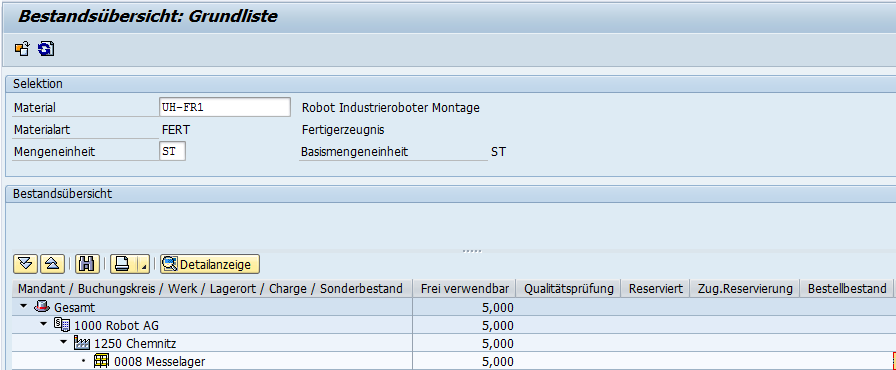 Bestandsübersicht: Grundliste
Selektion
Material UH-FR1 Robot Industrieroboter Montage
Materialart FERT Fertigerzeugnis
Mengeneinheit ST Basismengeneinheit ST
Bestandsübersicht
Detailanzeige
Mandant / Buchungskreis / Werk / Lagerort / Charge / Sonderbestand Frei verwendbar Qualitätsprüfung Reserviert Zug.Reservierung Bestellbestand
Gesamt 5,000
1000 Robot AG 5,000
1250 Chemnitz 5,000
0008 Messelager 5,000